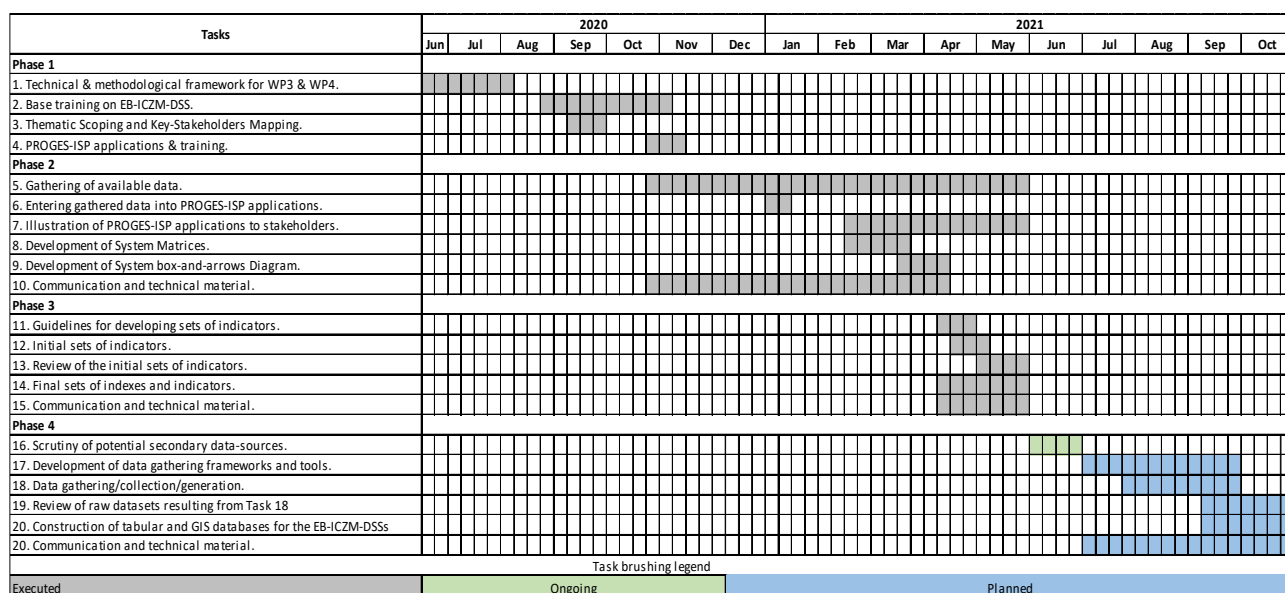 Tasks
2020 2021
Jun Jul Aug Sep Oct Nov Dec Jan Feb Mar Apr May Jun Jul Aug Sep Oct
Phase 1
1. Technical & methodological framework for WP3 & WP4.
2. Base training on EB-ICZM-DSS.
3. Thematic Scoping and Key-Stakeholders Mapping.
4. PROGES-ISP applications & training.
Phase 2
5. Gathering of available data.
6. Entering gathered data into PROGES-ISP applications.
7. Illustration of PROGES-ISP applications to stakeholders.
8. Development of System Matrices.
9. Development of System box-and-arrows Diagram.
10. Communication and technical material.
Phase 3
11. Guidelines for developing sets of indicators.
12. Initial sets of indicators.
13. Review of the initial sets of indicators.
14. Final sets of indexes and indicators.
15. Communication and technical material.
Phase 4
16. Scrutiny of potential secondary data-sources.
17. Development of data gathering frameworks and tools.
18. Data gathering/collection/generation.
19. Review of raw datasets resulting from Task 18
20. Construction of tabular and GIS databases for the EB-ICZM-DSSs
20. Communication and technical material.
Task brushing legend
Executed Ongoing Planned